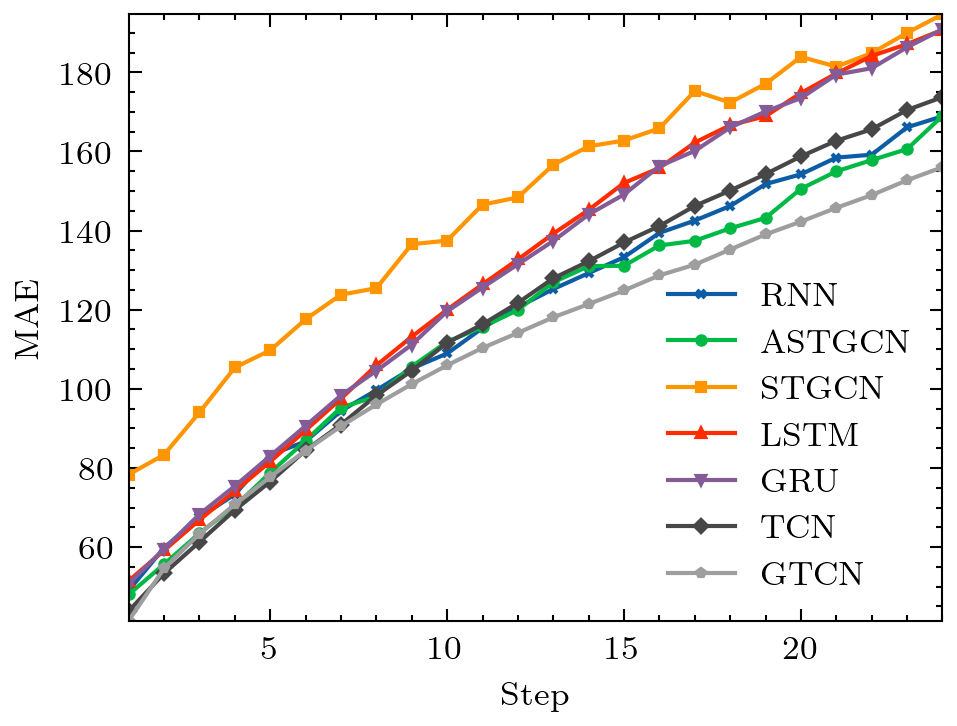 180
160
140
120
100
80
60
MAE
5
10
15
20
Step
RNN
ASTGCN
STGCN
LSTM
GRU
TCN
GTCN